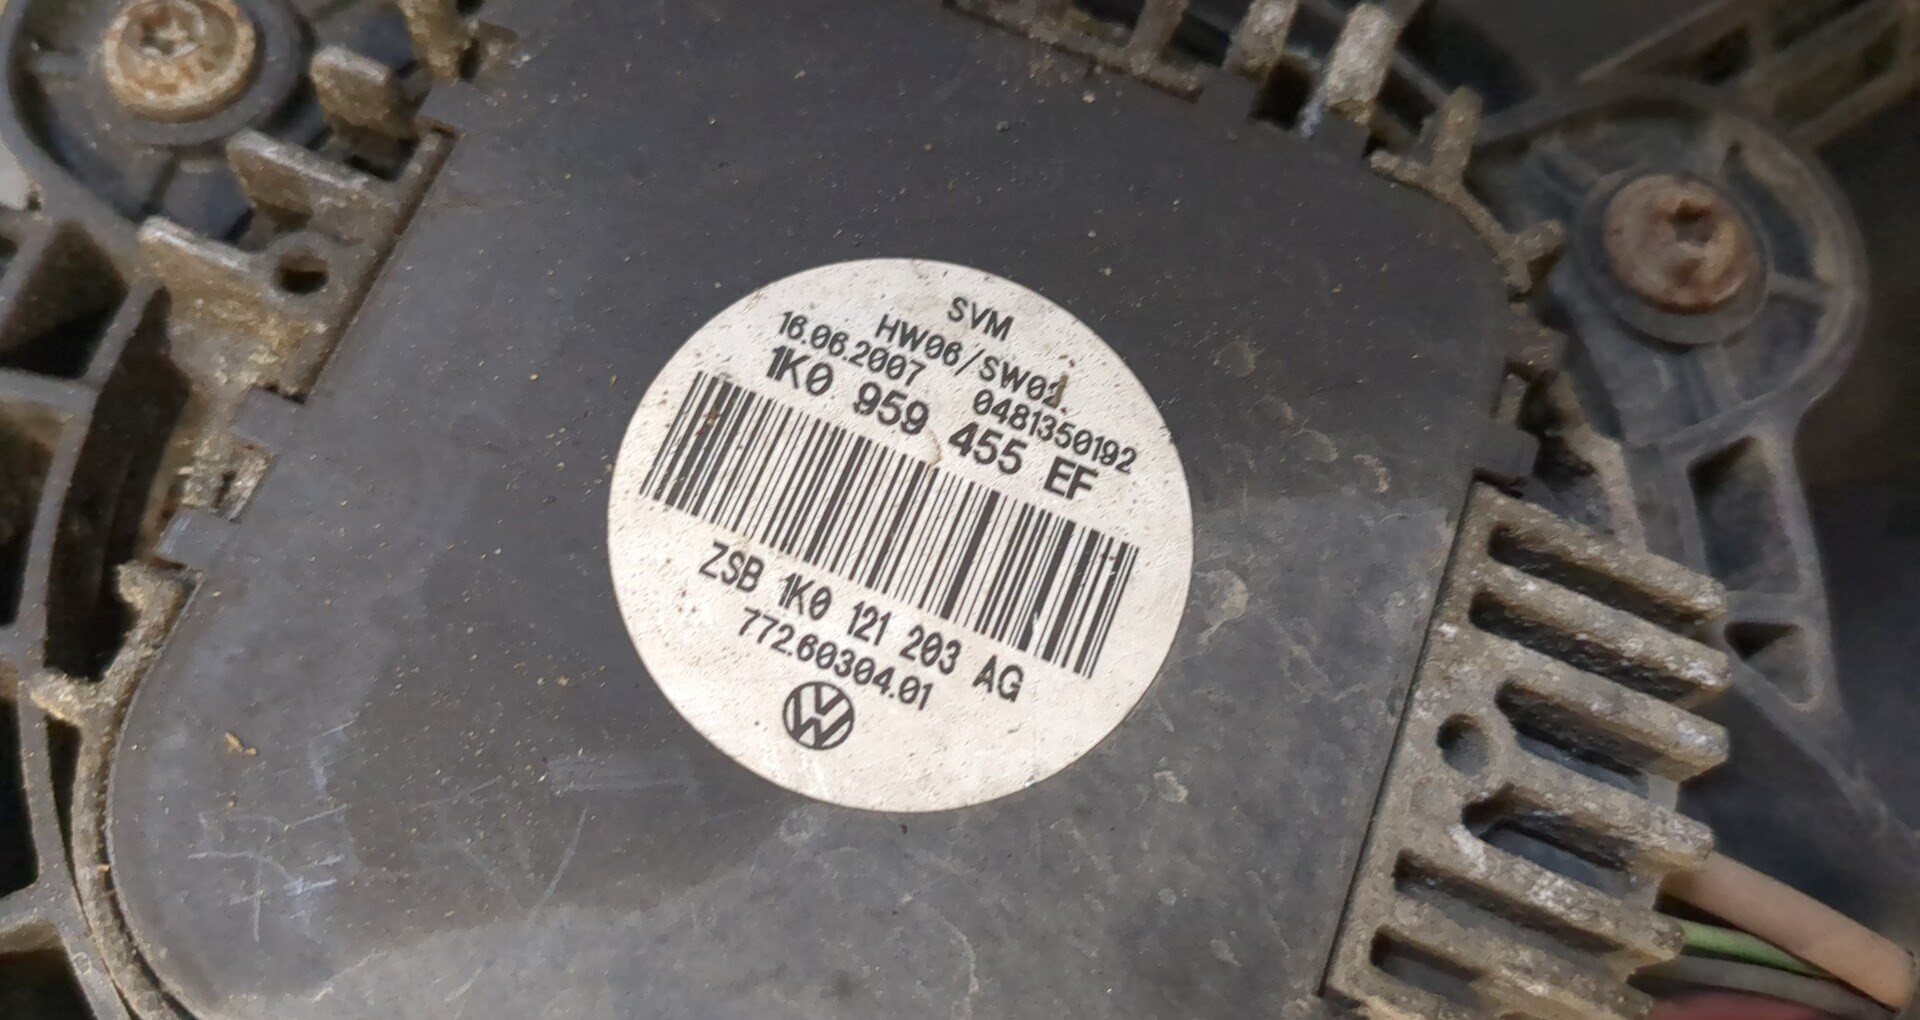 SVM
HW06/SW02
16.06.2007 0481350192
1K0 959 455 EF
ZSB 1K0 121 203 AG
772.60304.01